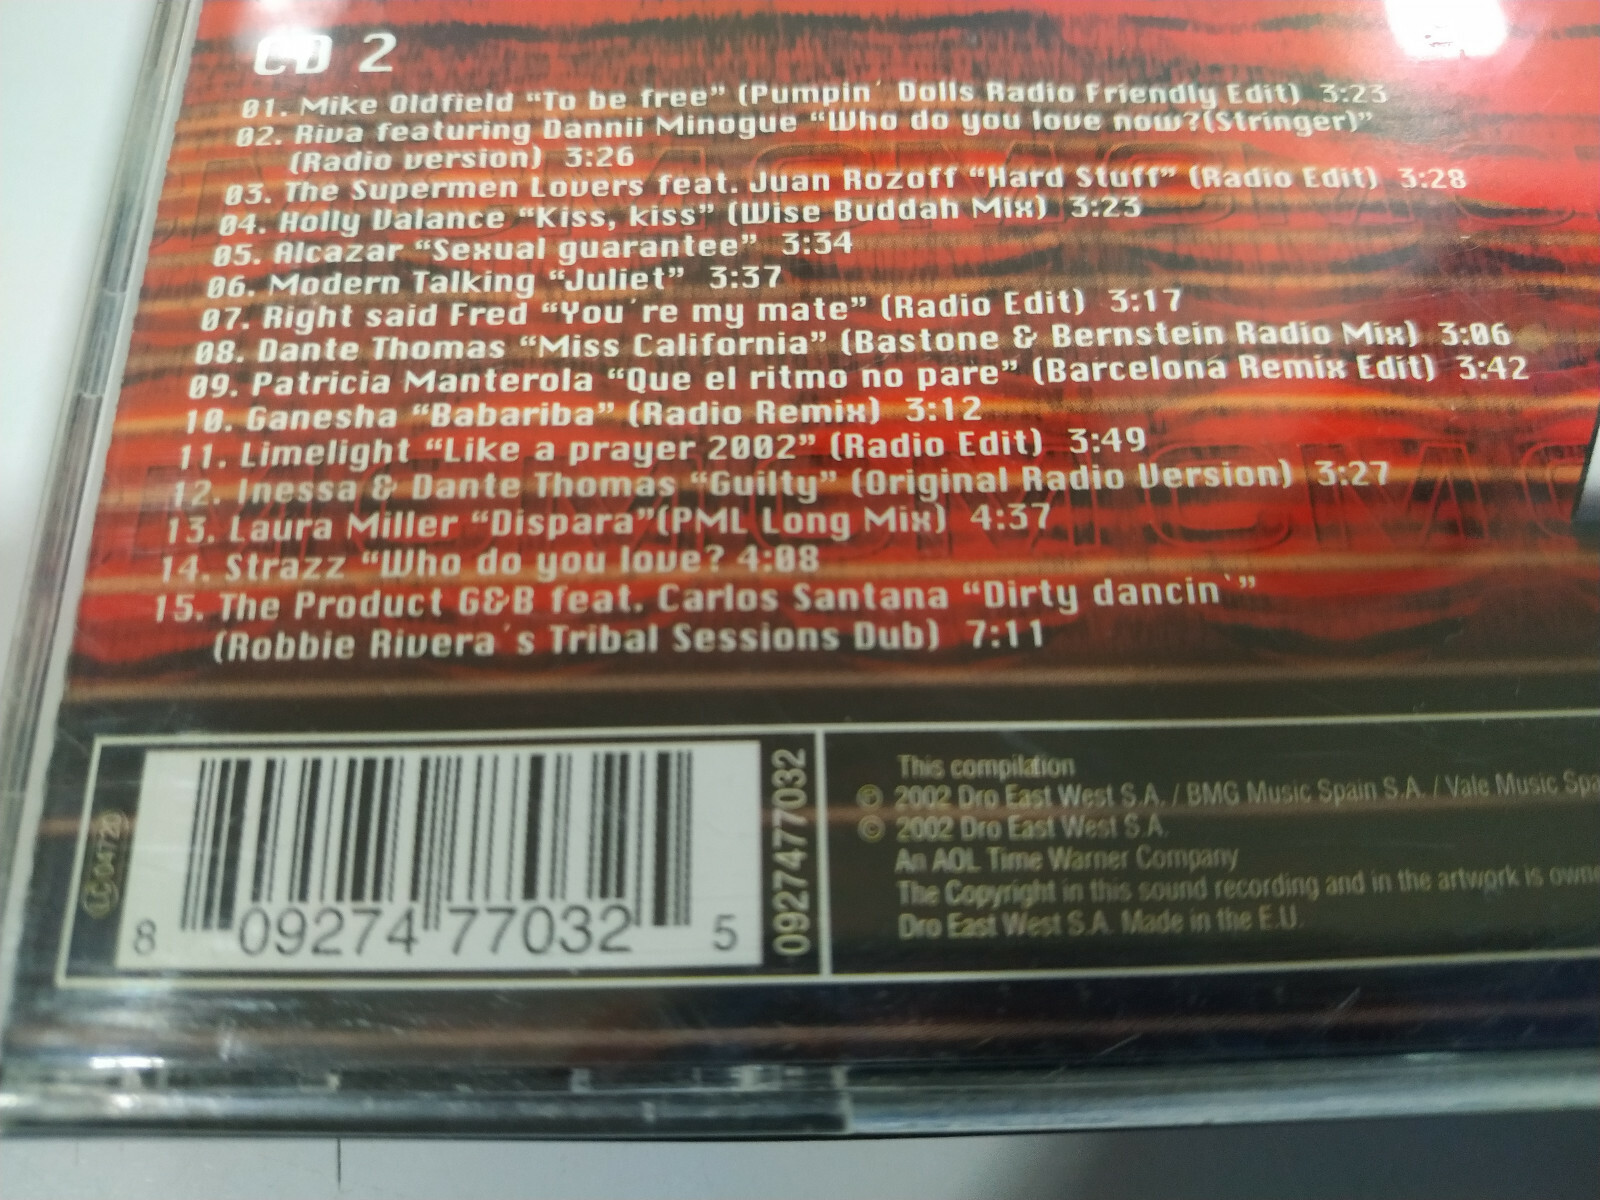 CD 2
01. Mike Oldfield “To be free” (Pumpin´ Dolls Radio Friendly Edit) 3:23
02. Riva featuring Dannii Minogue “Who do you love now?(Stringer)”
(Radio version) 3:26
03. The Supermen Lovers feat. Juan Rozoff “Hard Stuff” (Radio Edit) 3:28
04. Holly Valance “Kiss, kiss” (Wise Buddah Mix) 3:23
05. Alcazar “Sexual guarantee” 3:34
06. Modern Talking “Juliet” 3:37
07. Right said Fred “You´re my mate” (Radio Edit) 3:17
08. Dante Thomas “Miss California” (Bastone & Bernstein Radio Mix) 3:06
09. Patricia Manterola “Que el ritmo no pare” (Barcelona Remix Edit) 3:42
10. Ganesha “Babariba” (Radio Remix) 3:12
11. Limelight “Like a prayer 2002” (Radio Edit) 3:49
12. Inessa & Dante Thomas “Guilty” (Original Radio Version) 3:27
13. Laura Miller “Dispara”(PML Long Mix) 4:37
14. Strazz “Who do you love? 4:08
15. The Product G&B feat. Carlos Santana “Dirty dancin´”
(Robbie Rivera´s Tribal Sessions Dub) 7:11
LC 04720
8 09274 77032 5
0927477032
This compilation
℗ 2002 Dro East West S.A. / BMG Music Spain S.A. / Vale Music
© 2002 Dro East West S.A.
An AOL Time Warner Company
The Copyright in this sound recording and in the artwork is
Dro East West S.A. Made in the E.U.